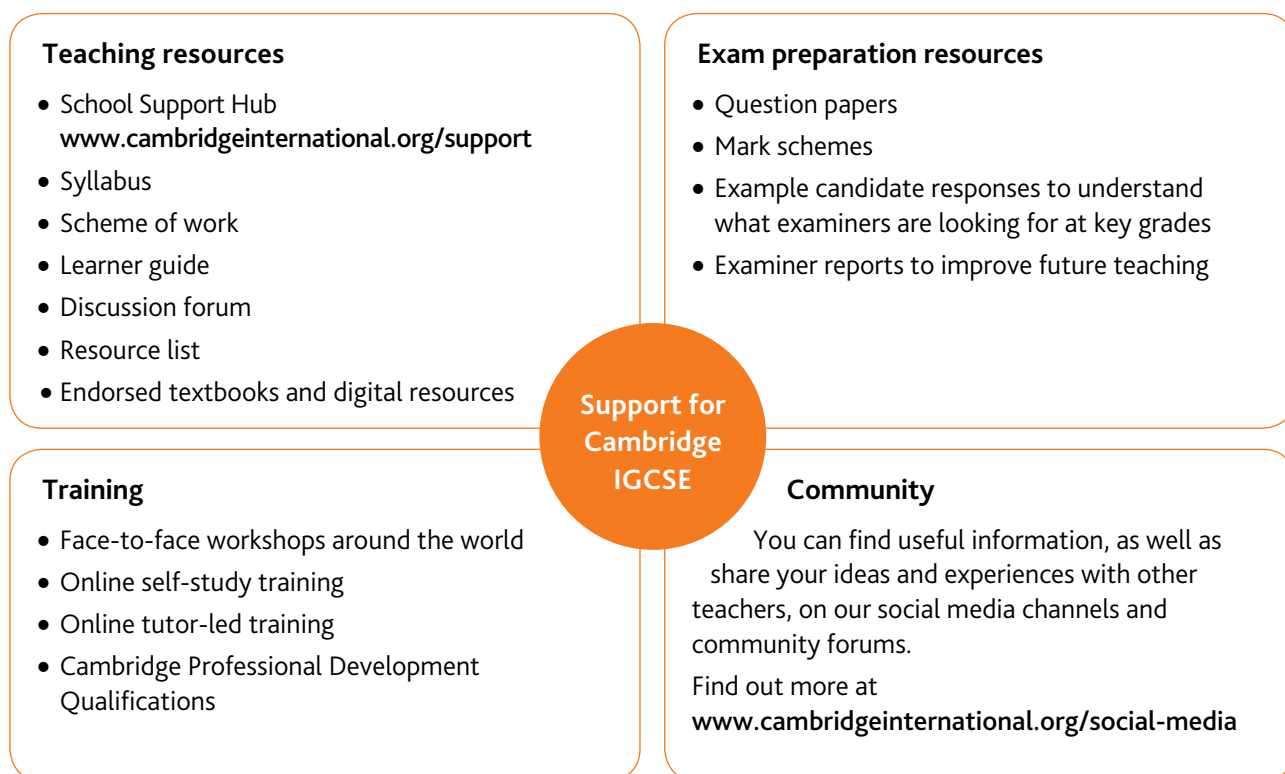 Teaching resources
• School Support Hub
www.cambridgeinternational.org/support
• Syllabus
• Scheme of work
• Learner guide
• Discussion forum
• Resource list
• Endorsed textbooks and digital resources
Exam preparation resources
• Question papers
• Mark schemes
• Example candidate responses to understand
what examiners are looking for at key grades
• Examiner reports to improve future teaching
Support for
Cambridge
IGCSE
Training
• Face-to-face workshops around the world
• Online self-study training
• Online tutor-led training
• Cambridge Professional Development
Qualifications
Community
You can find useful information, as well as
share your ideas and experiences with other
teachers, on our social media channels and
community forums.
Find out more at
www.cambridgeinternational.org/social-media